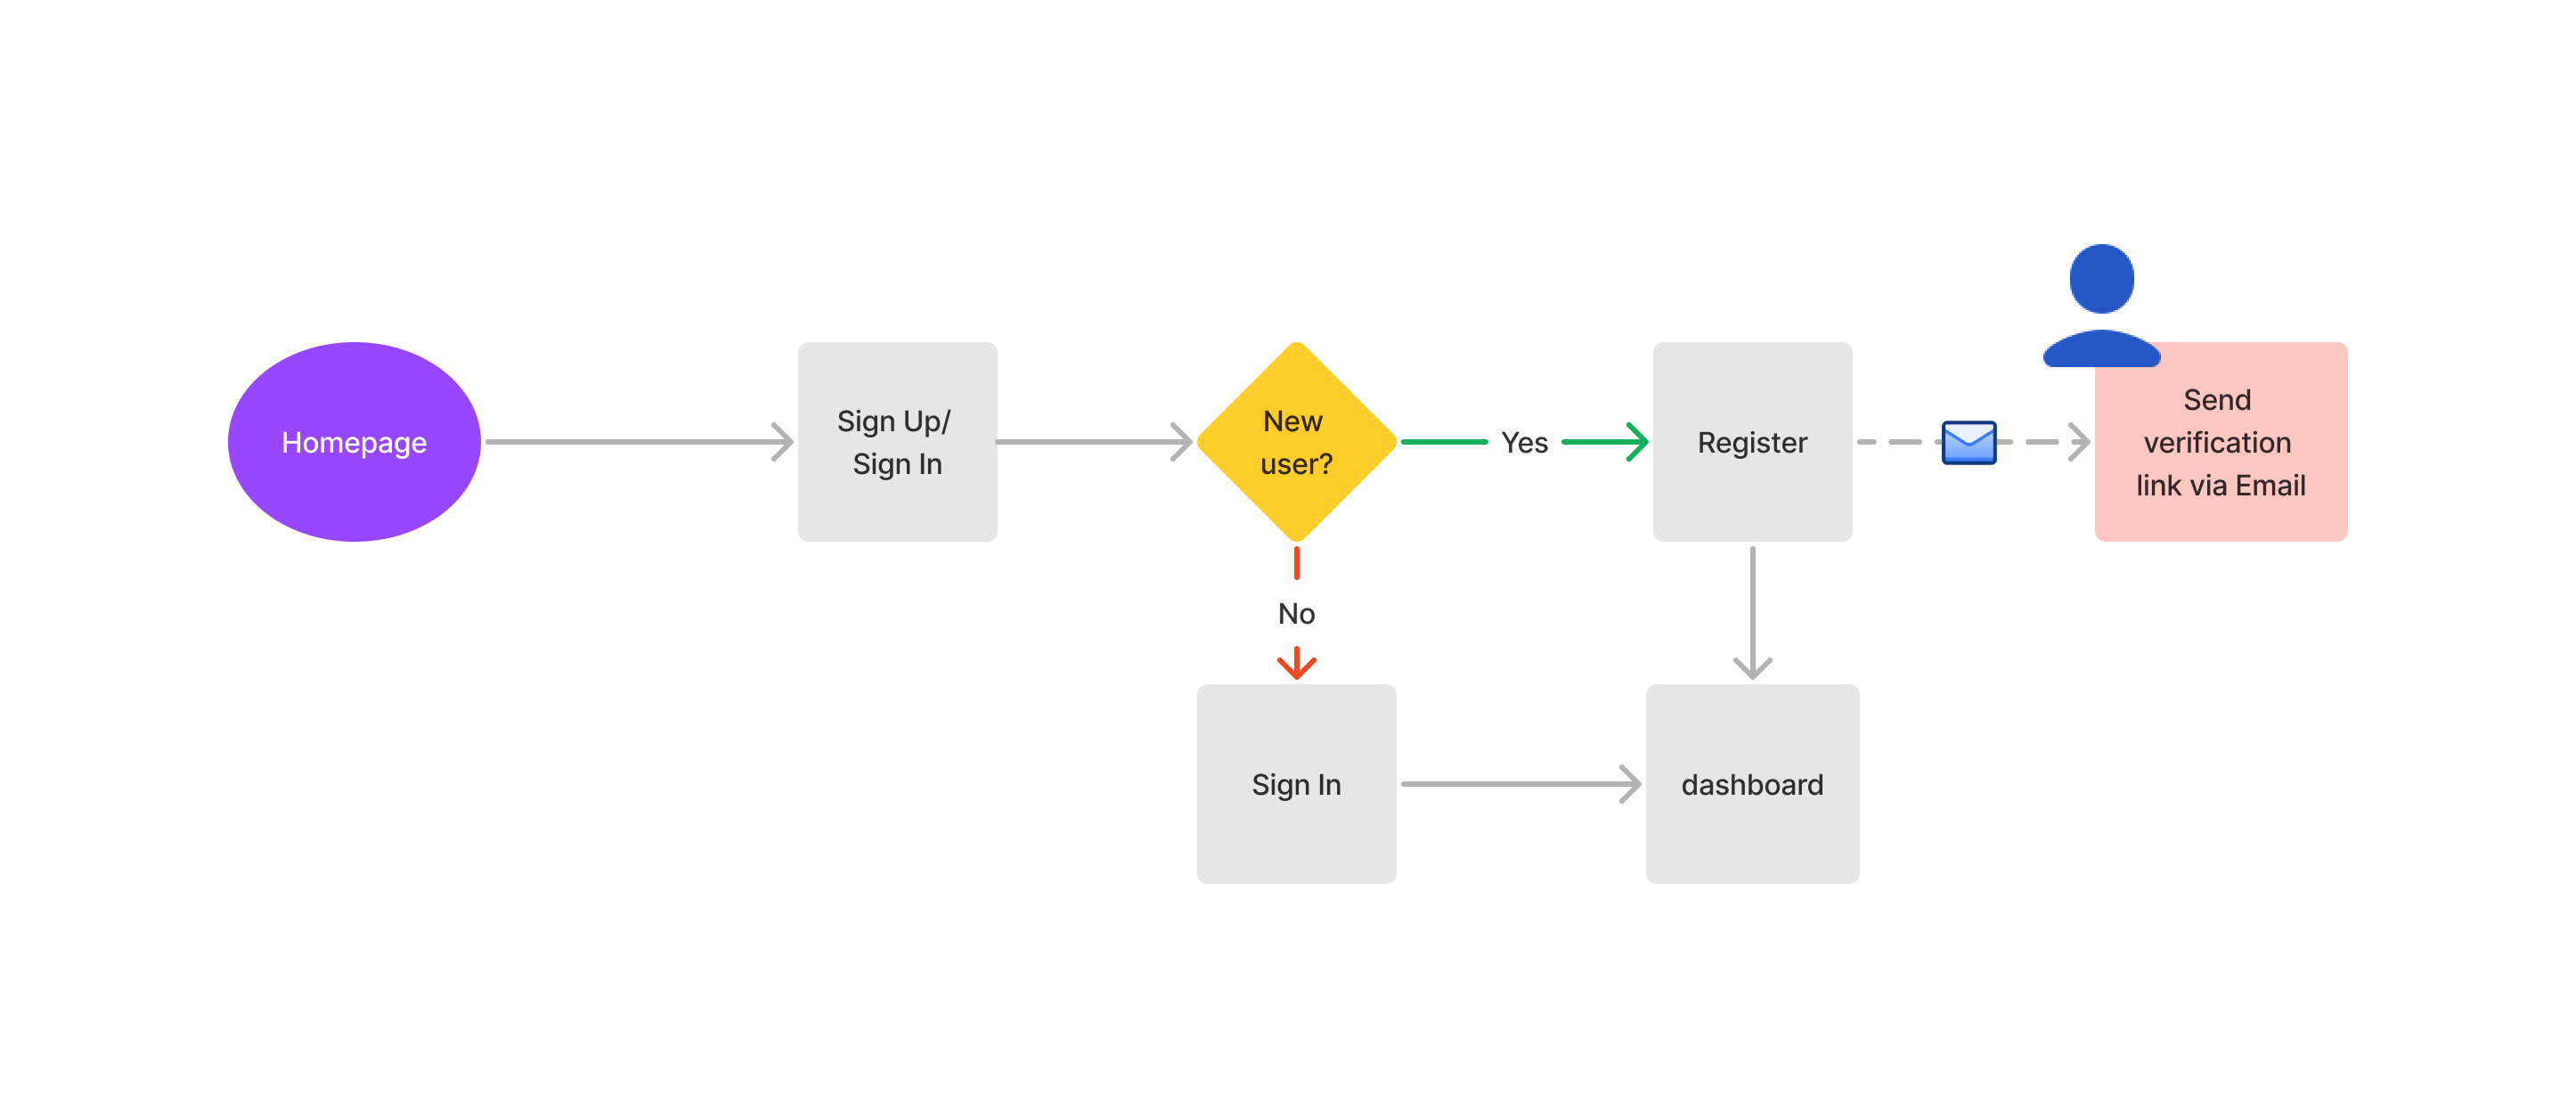 Homepage
Sign Up/
Sign In
New
user?
Yes
Register
Send
verification
link via Email
No
Sign In
dashboard